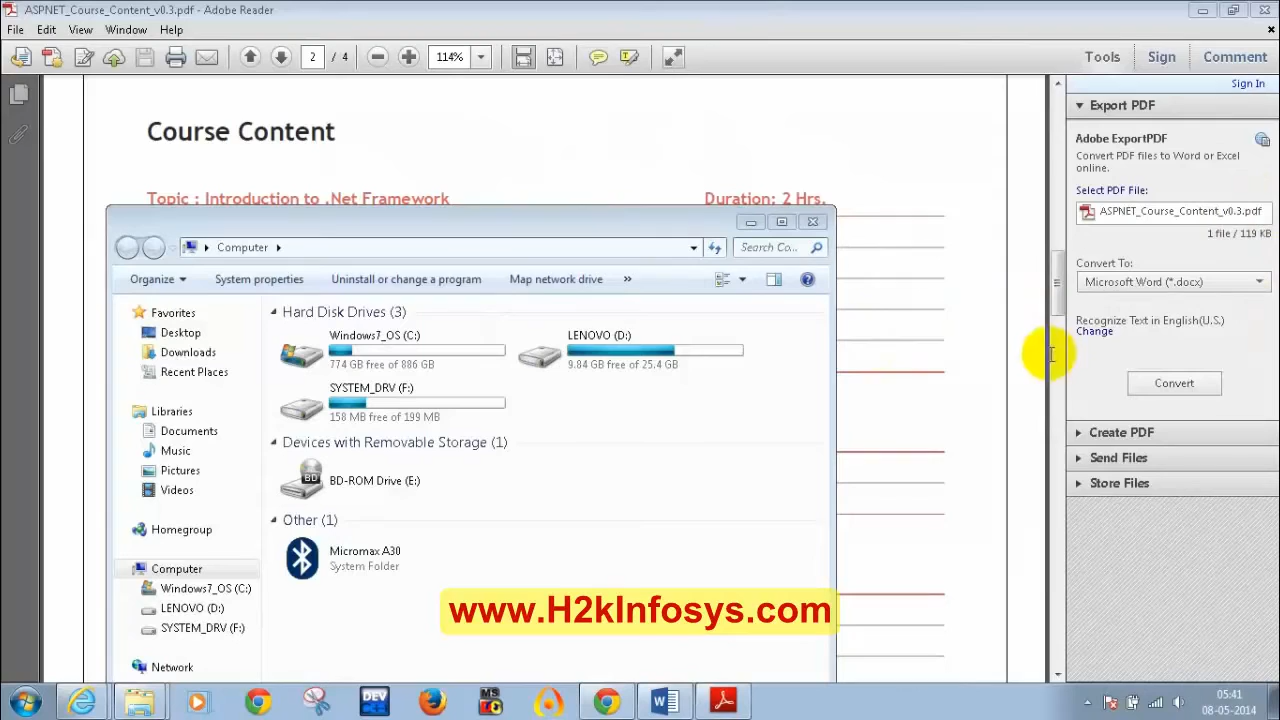 ASPNET_Course_Content_v0.3.pdf - Adobe Reader
File Edit View Window Help
2 / 4 114% Tools Sign Comment
Sign In
Course Content
Topic : Introduction to .Net Framework Duration: 2 Hrs.
Computer Search Co...
Organize System properties Uninstall or change a program Map network drive »
Favorites
Desktop
Downloads
Recent Places
Libraries
Documents
Music
Pictures
Videos
Homegroup
Computer
Windows7_OS (C:)
LENOVO (D:)
SYSTEM_DRV (F:)
Network
Hard Disk Drives (3)
Windows7_OS (C:)
774 GB free of 886 GB
LENOVO (D:)
9.84 GB free of 25.4 GB
SYSTEM_DRV (F:)
158 MB free of 199 MB
Devices with Removable Storage (1)
BD
BD-ROM Drive (E:)
Other (1)
Micromax A30
System Folder
www.H2kInfosys.com
Export PDF
Adobe ExportPDF
Convert PDF files to Word or Excel
online.
Select PDF File:
ASPNET_Course_Content_v0.3.pdf
1 file / 119 KB
Convert To:
Microsoft Word (*.docx)
Recognize Text in English(U.S.)
Change
Convert
Create PDF
Send Files
Store Files
DEV
MS
05:41
08-05-2014